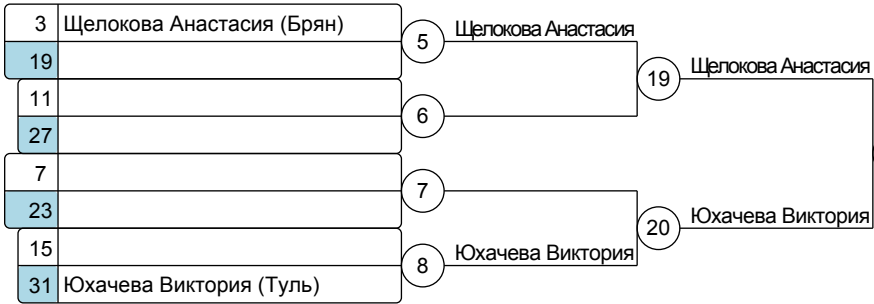 3 Щелокова Анастасия (Брян)
19
5 Щелокова Анастасия
11
27
6
19 Щелокова Анастасия
7
23
7
15
31 Юхачева Виктория (Туль)
8 Юхачева Виктория
20 Юхачева Виктория